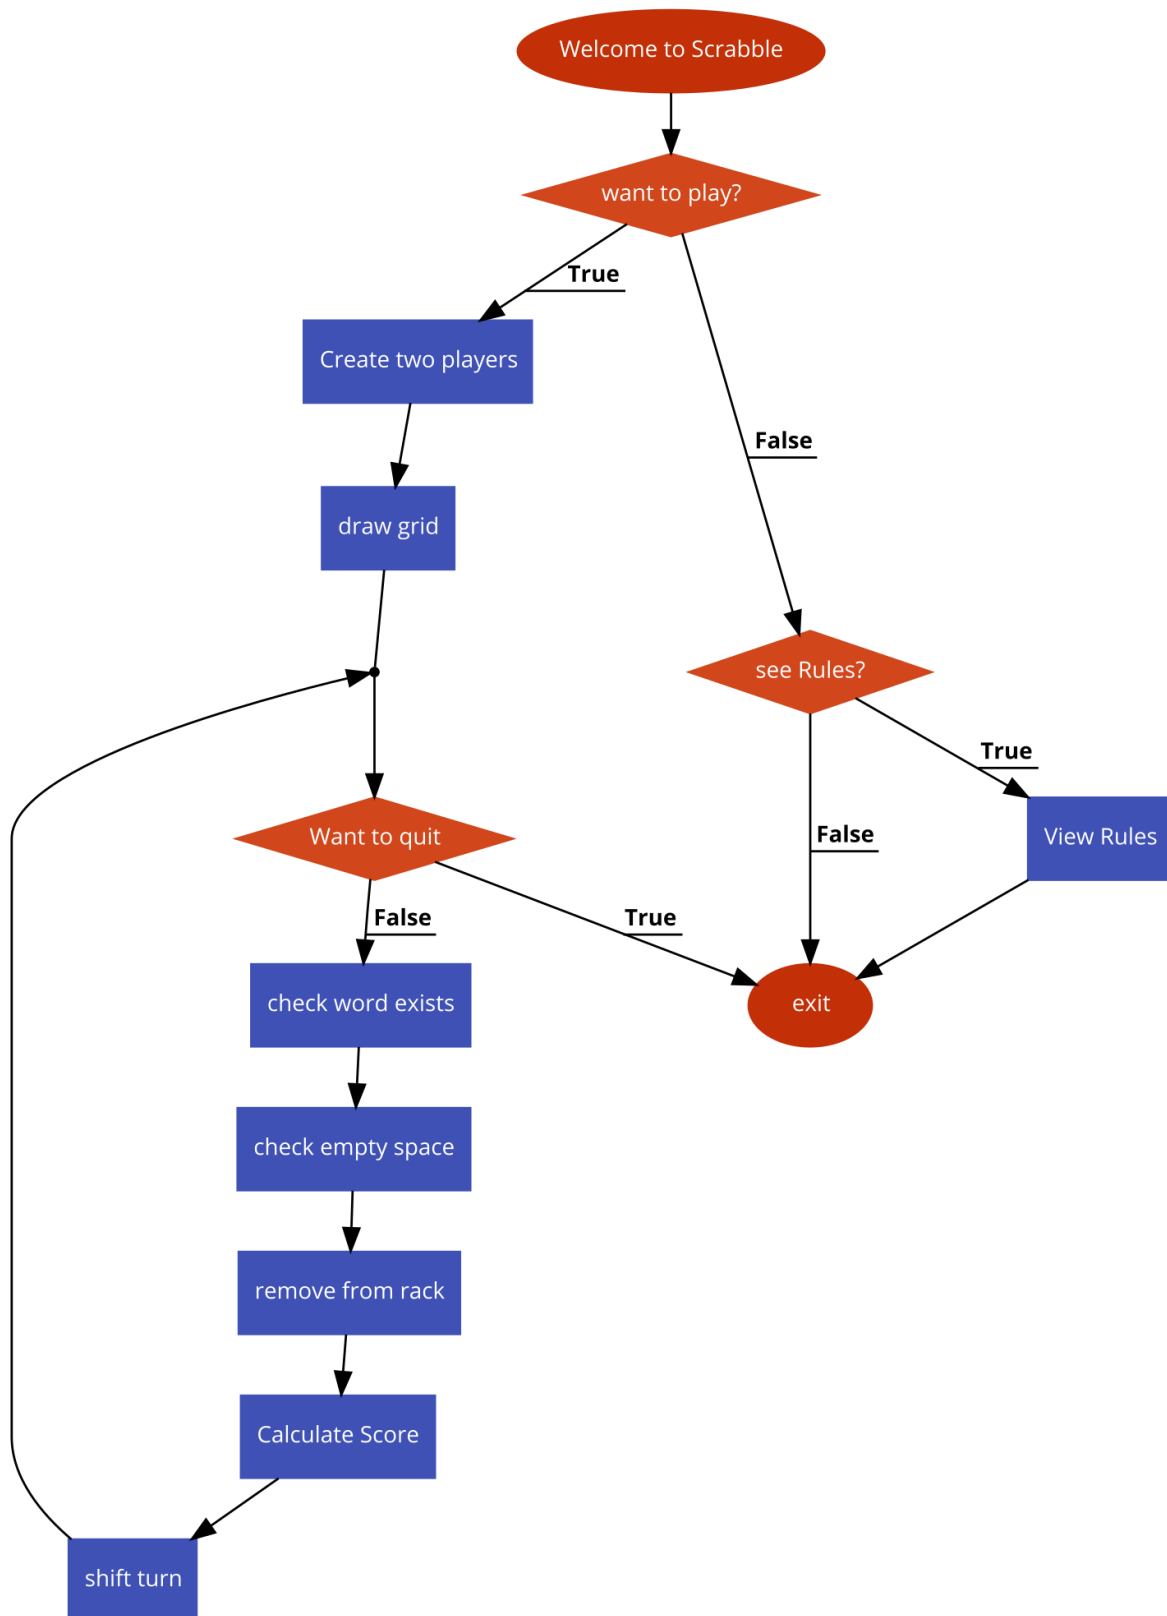 Welcome to Scrabble
want to play?
True
Create two players
False
draw grid
see Rules?
True
Want to quit
False
View Rules
False
True
check word exists
exit
check empty space
remove from rack
Calculate Score
shift turn